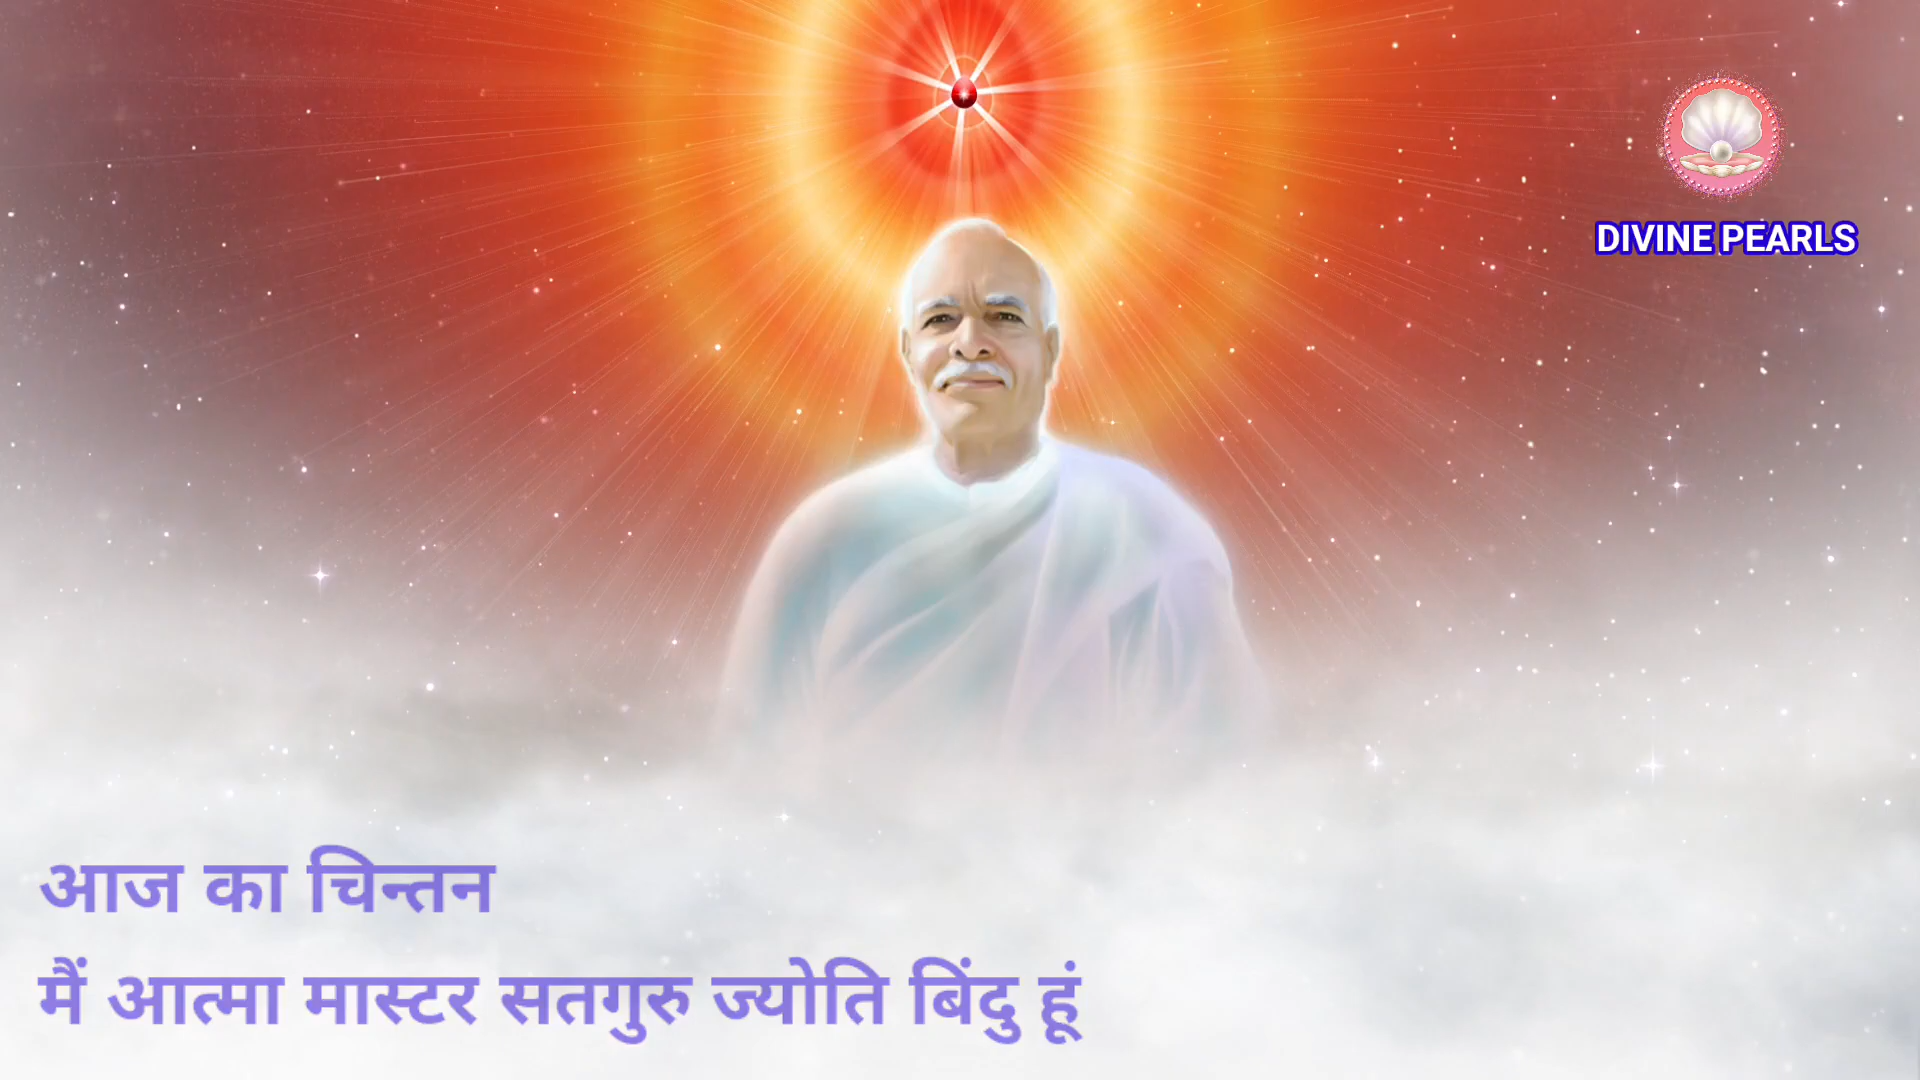 DIVINE PEARLS
आज का चिन्तन
मैं आत्मा मास्टर सतगुरु ज्योति बिंदु हूं